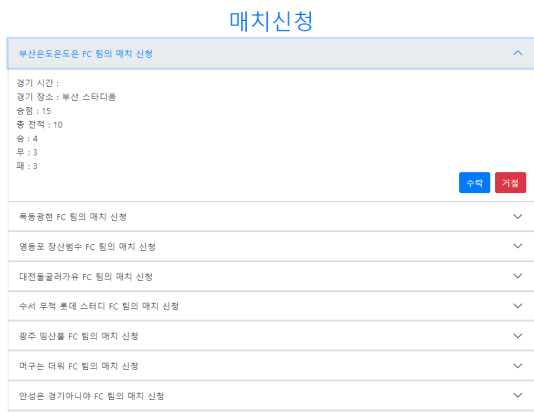 매치신청
부산은도은도은 FC 팀의 매치 신청
경기 시간 :
경기 장소 : 부산 스타디움
승점 : 15
총 전적 : 10
승 : 4
무 : 3
패 : 3
수락 거절
목동광현 FC 팀의 매치 신청
영등포 장산범수 FC 팀의 매치 신청
대전돌굴러가유 FC 팀의 매치 신청
수서 무적 롯데 스터디 FC 팀의 매치 신청
광주 띵산물 FC 팀의 매치 신청
머구는 더워 FC 팀의 매치 신청
안성은 경기아니야 FC 팀의 매치 신청